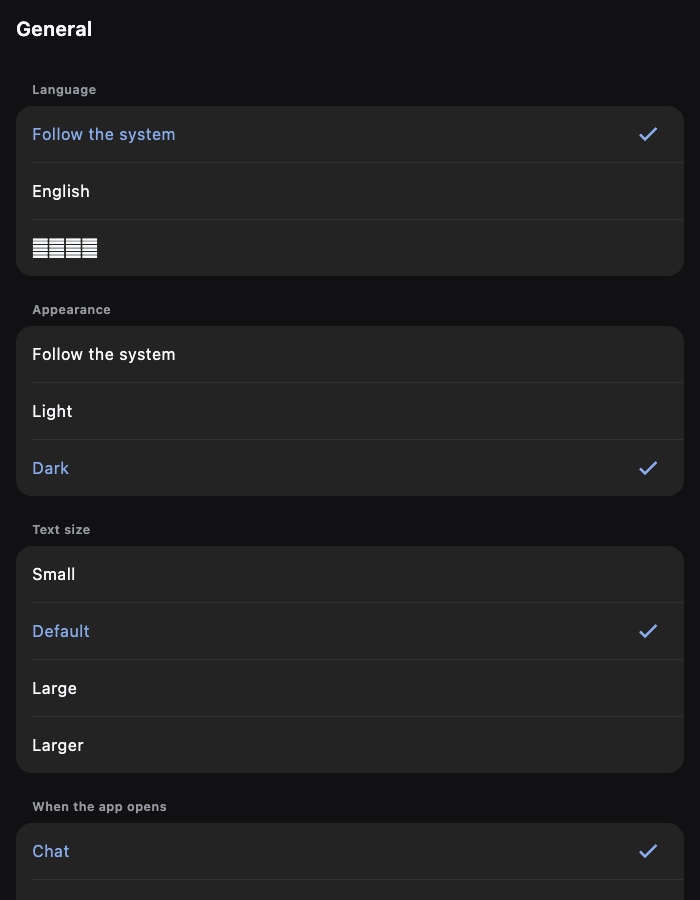 General
Language
Follow the system
English
Appearance
Follow the system
Light
Dark
Text size
Small
Default
Large
Larger
When the app opens
Chat